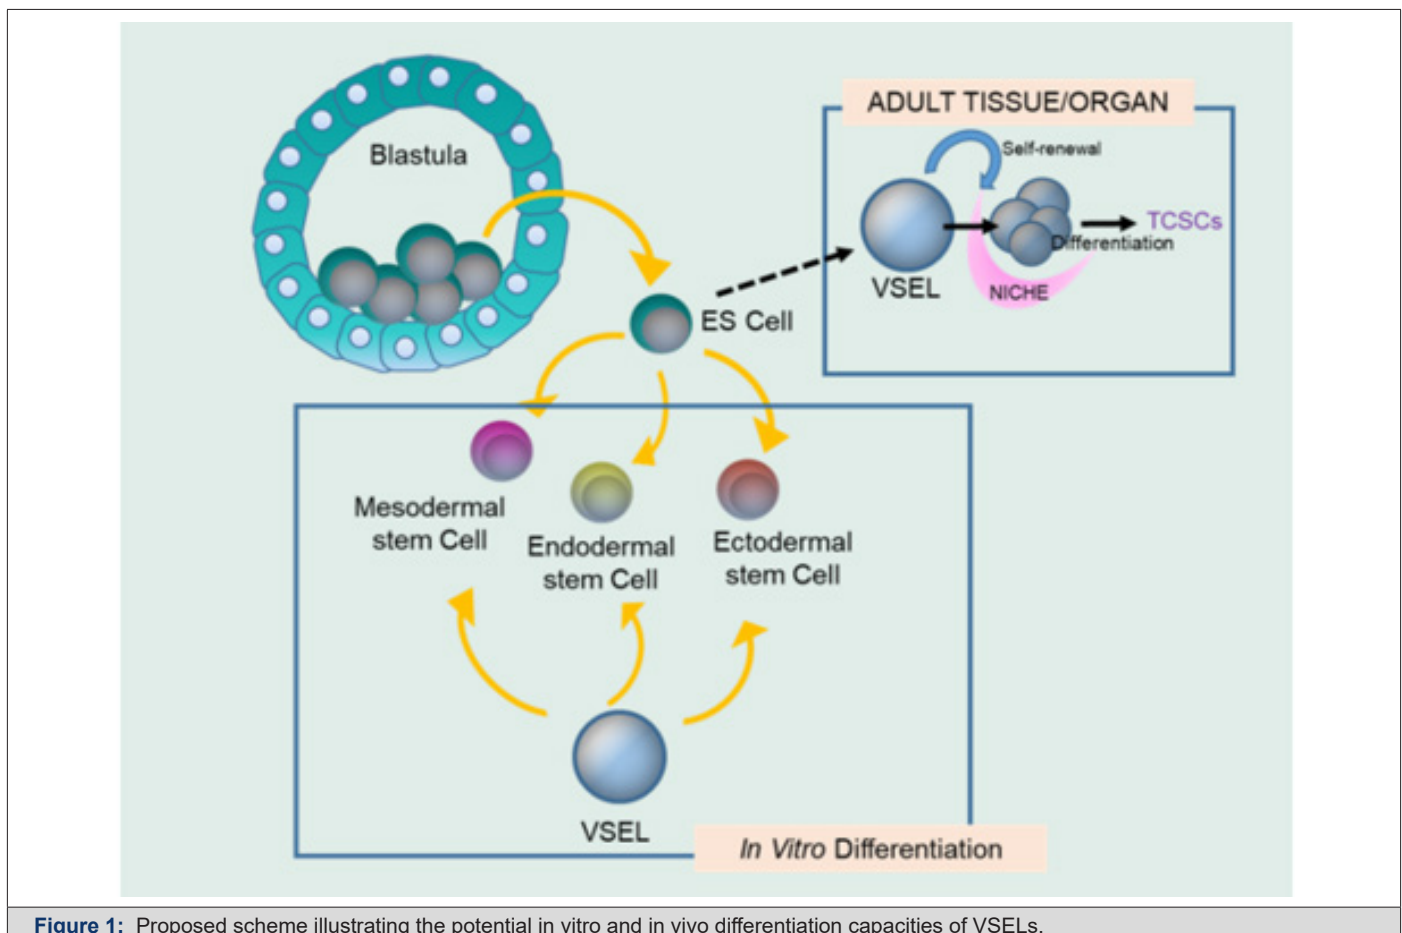 Blastula
ADULT TISSUE/ORGAN
Self-renewal
TCSCs
Differentiation
VSEL
NICHE
ES Cell
Mesodermal
stem Cell
Endodermal
stem Cell
Ectodermal
stem Cell
VSEL
In Vitro Differentiation
Figure 1: Proposed scheme illustrating the potential in vitro and in vivo differentiation capacities of VSELs.